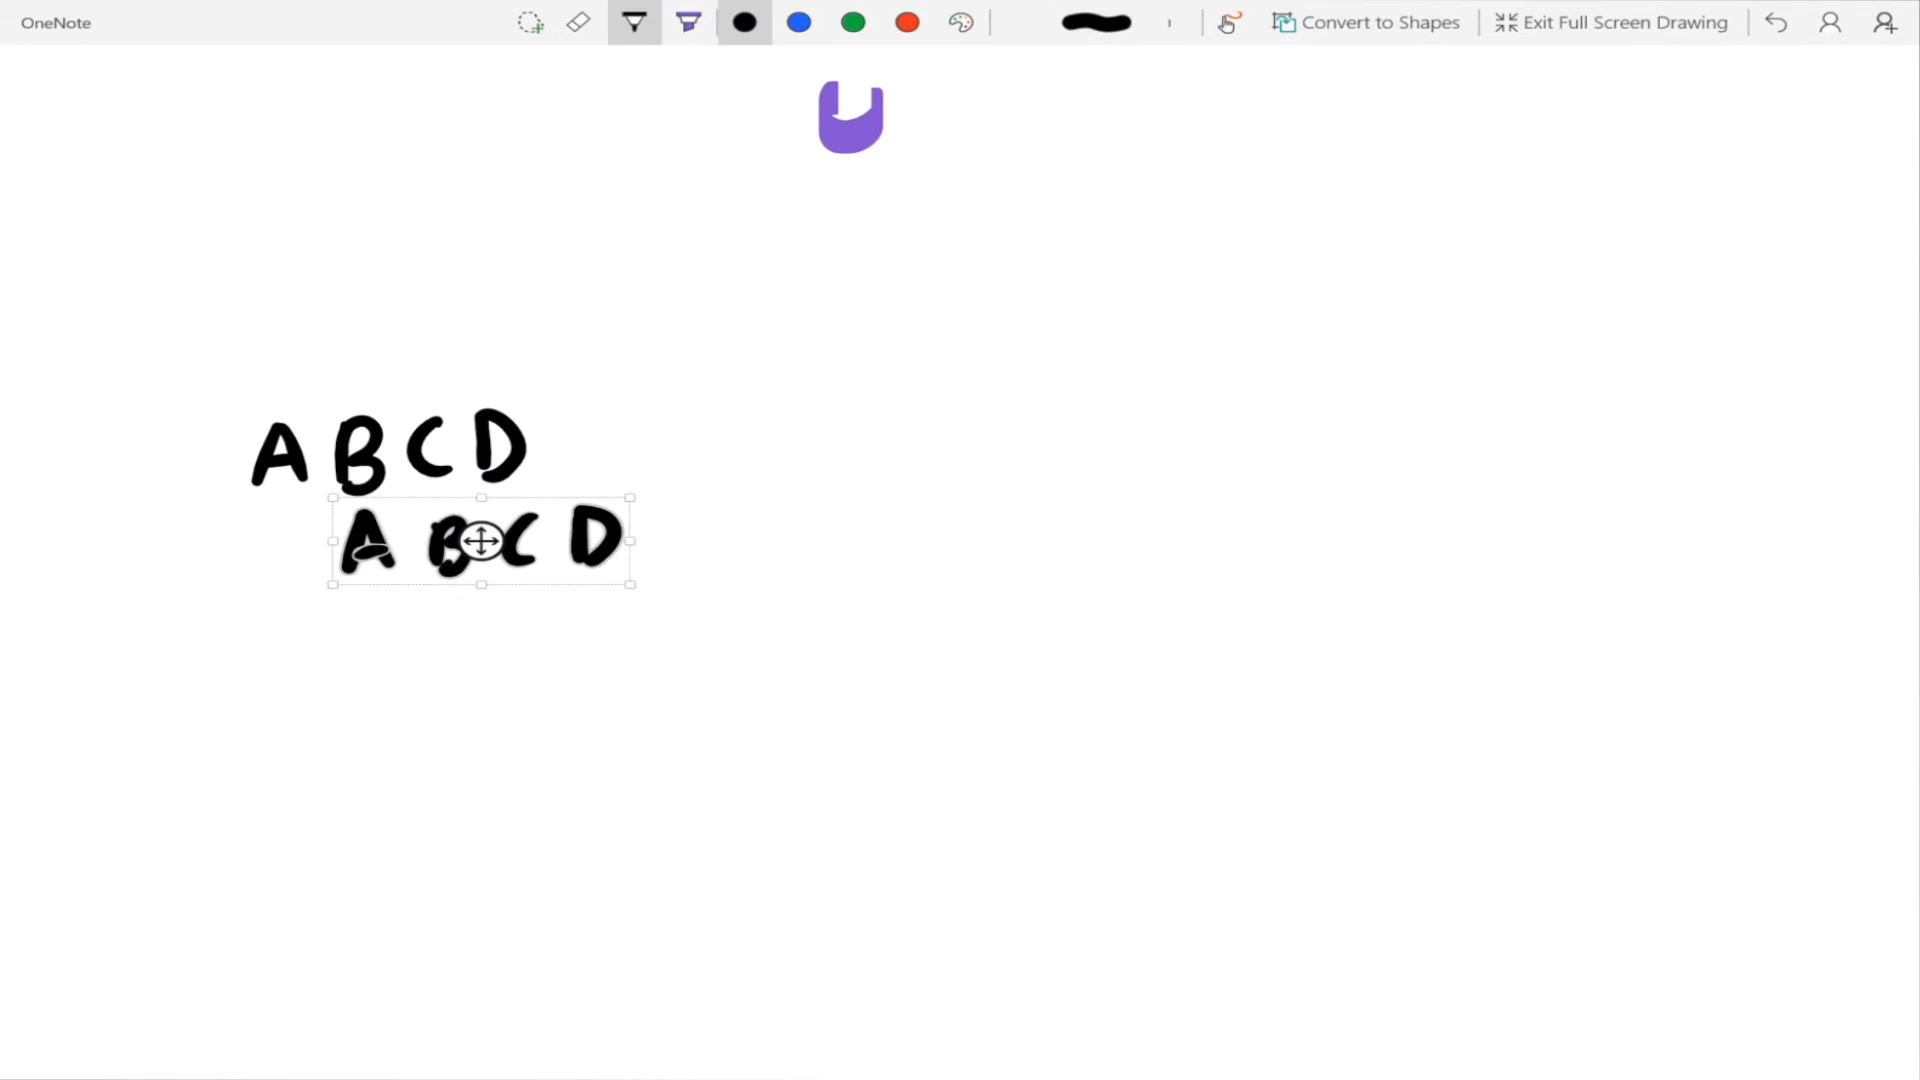 OneNote
Convert to Shapes
Exit Full Screen Drawing
A B C D
A B C D